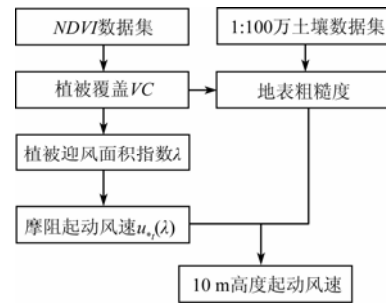 NDVI数据集
1:100万土壤数据集
植被覆盖VC
地表粗糙度
植被迎风面积指数λ
摩阻起动风速u*t(λ)
10 m高度起动风速